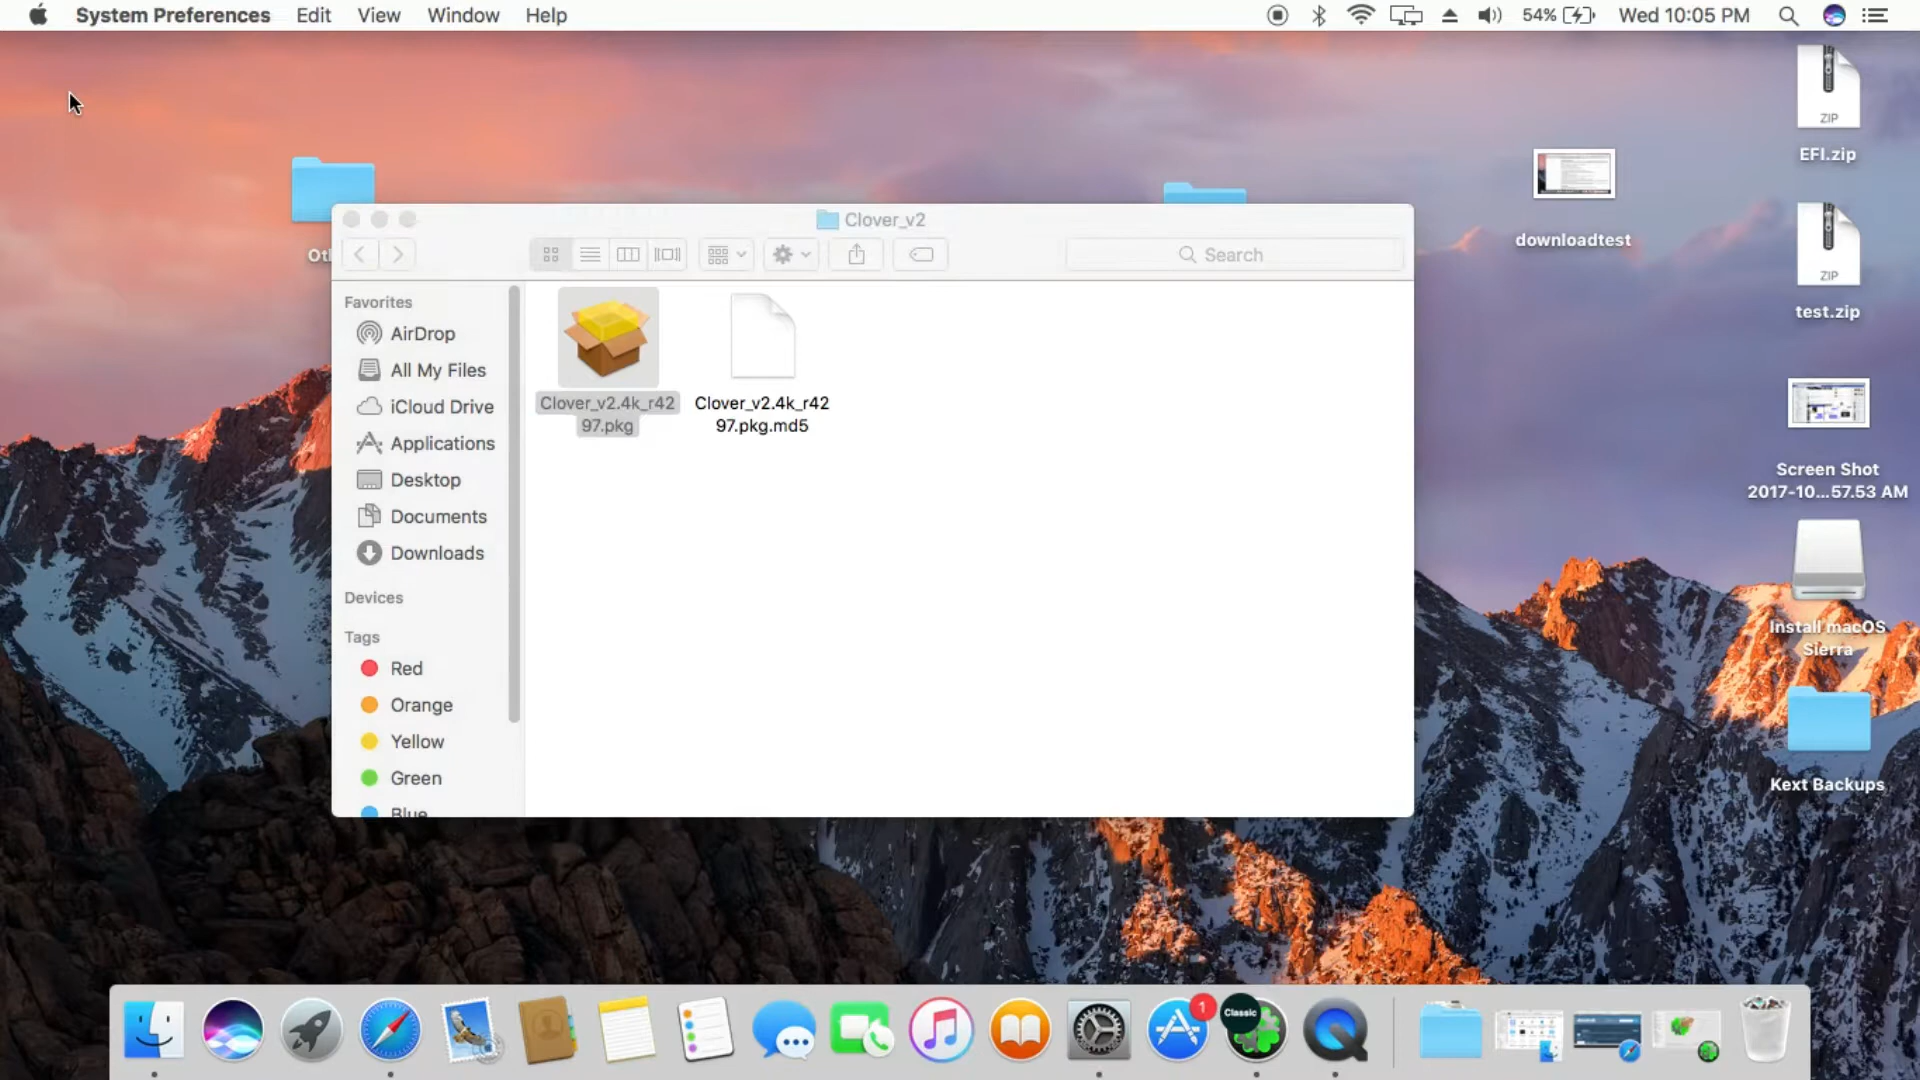 System Preferences Edit View Window Help 54% Wed 10:05 PM
ZIP
EFI.zip
downloadtest
ZIP
test.zip
Clover_v2
Search
Favorites
AirDrop
All My Files
iCloud Drive
Applications
Desktop
Documents
Downloads
Devices
Tags
Red
Orange
Yellow
Green
Blue
Clover_v2.4k_r42
97.pkg
Clover_v2.4k_r42
97.pkg.md5
Screen Shot
2017-10...57.53 AM
Install macOS
Sierra
Kext Backups
1
Classic